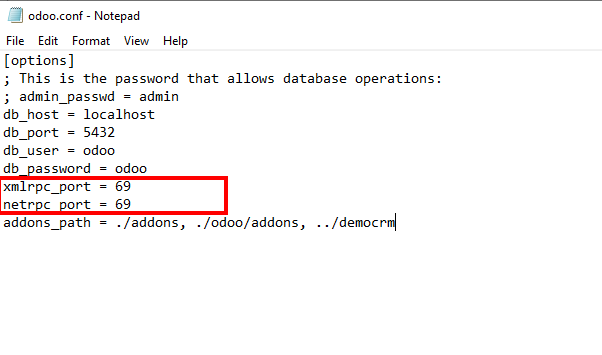 odoo.conf - Notepad
File Edit Format View Help
[options]
; This is the password that allows database operations:
; admin_passwd = admin
db_host = localhost
db_port = 5432
db_user = odoo
db_password = odoo
xmlrpc_port = 69
netrpc_port = 69
addons_path = ./addons, ./odoo/addons, ../democrm